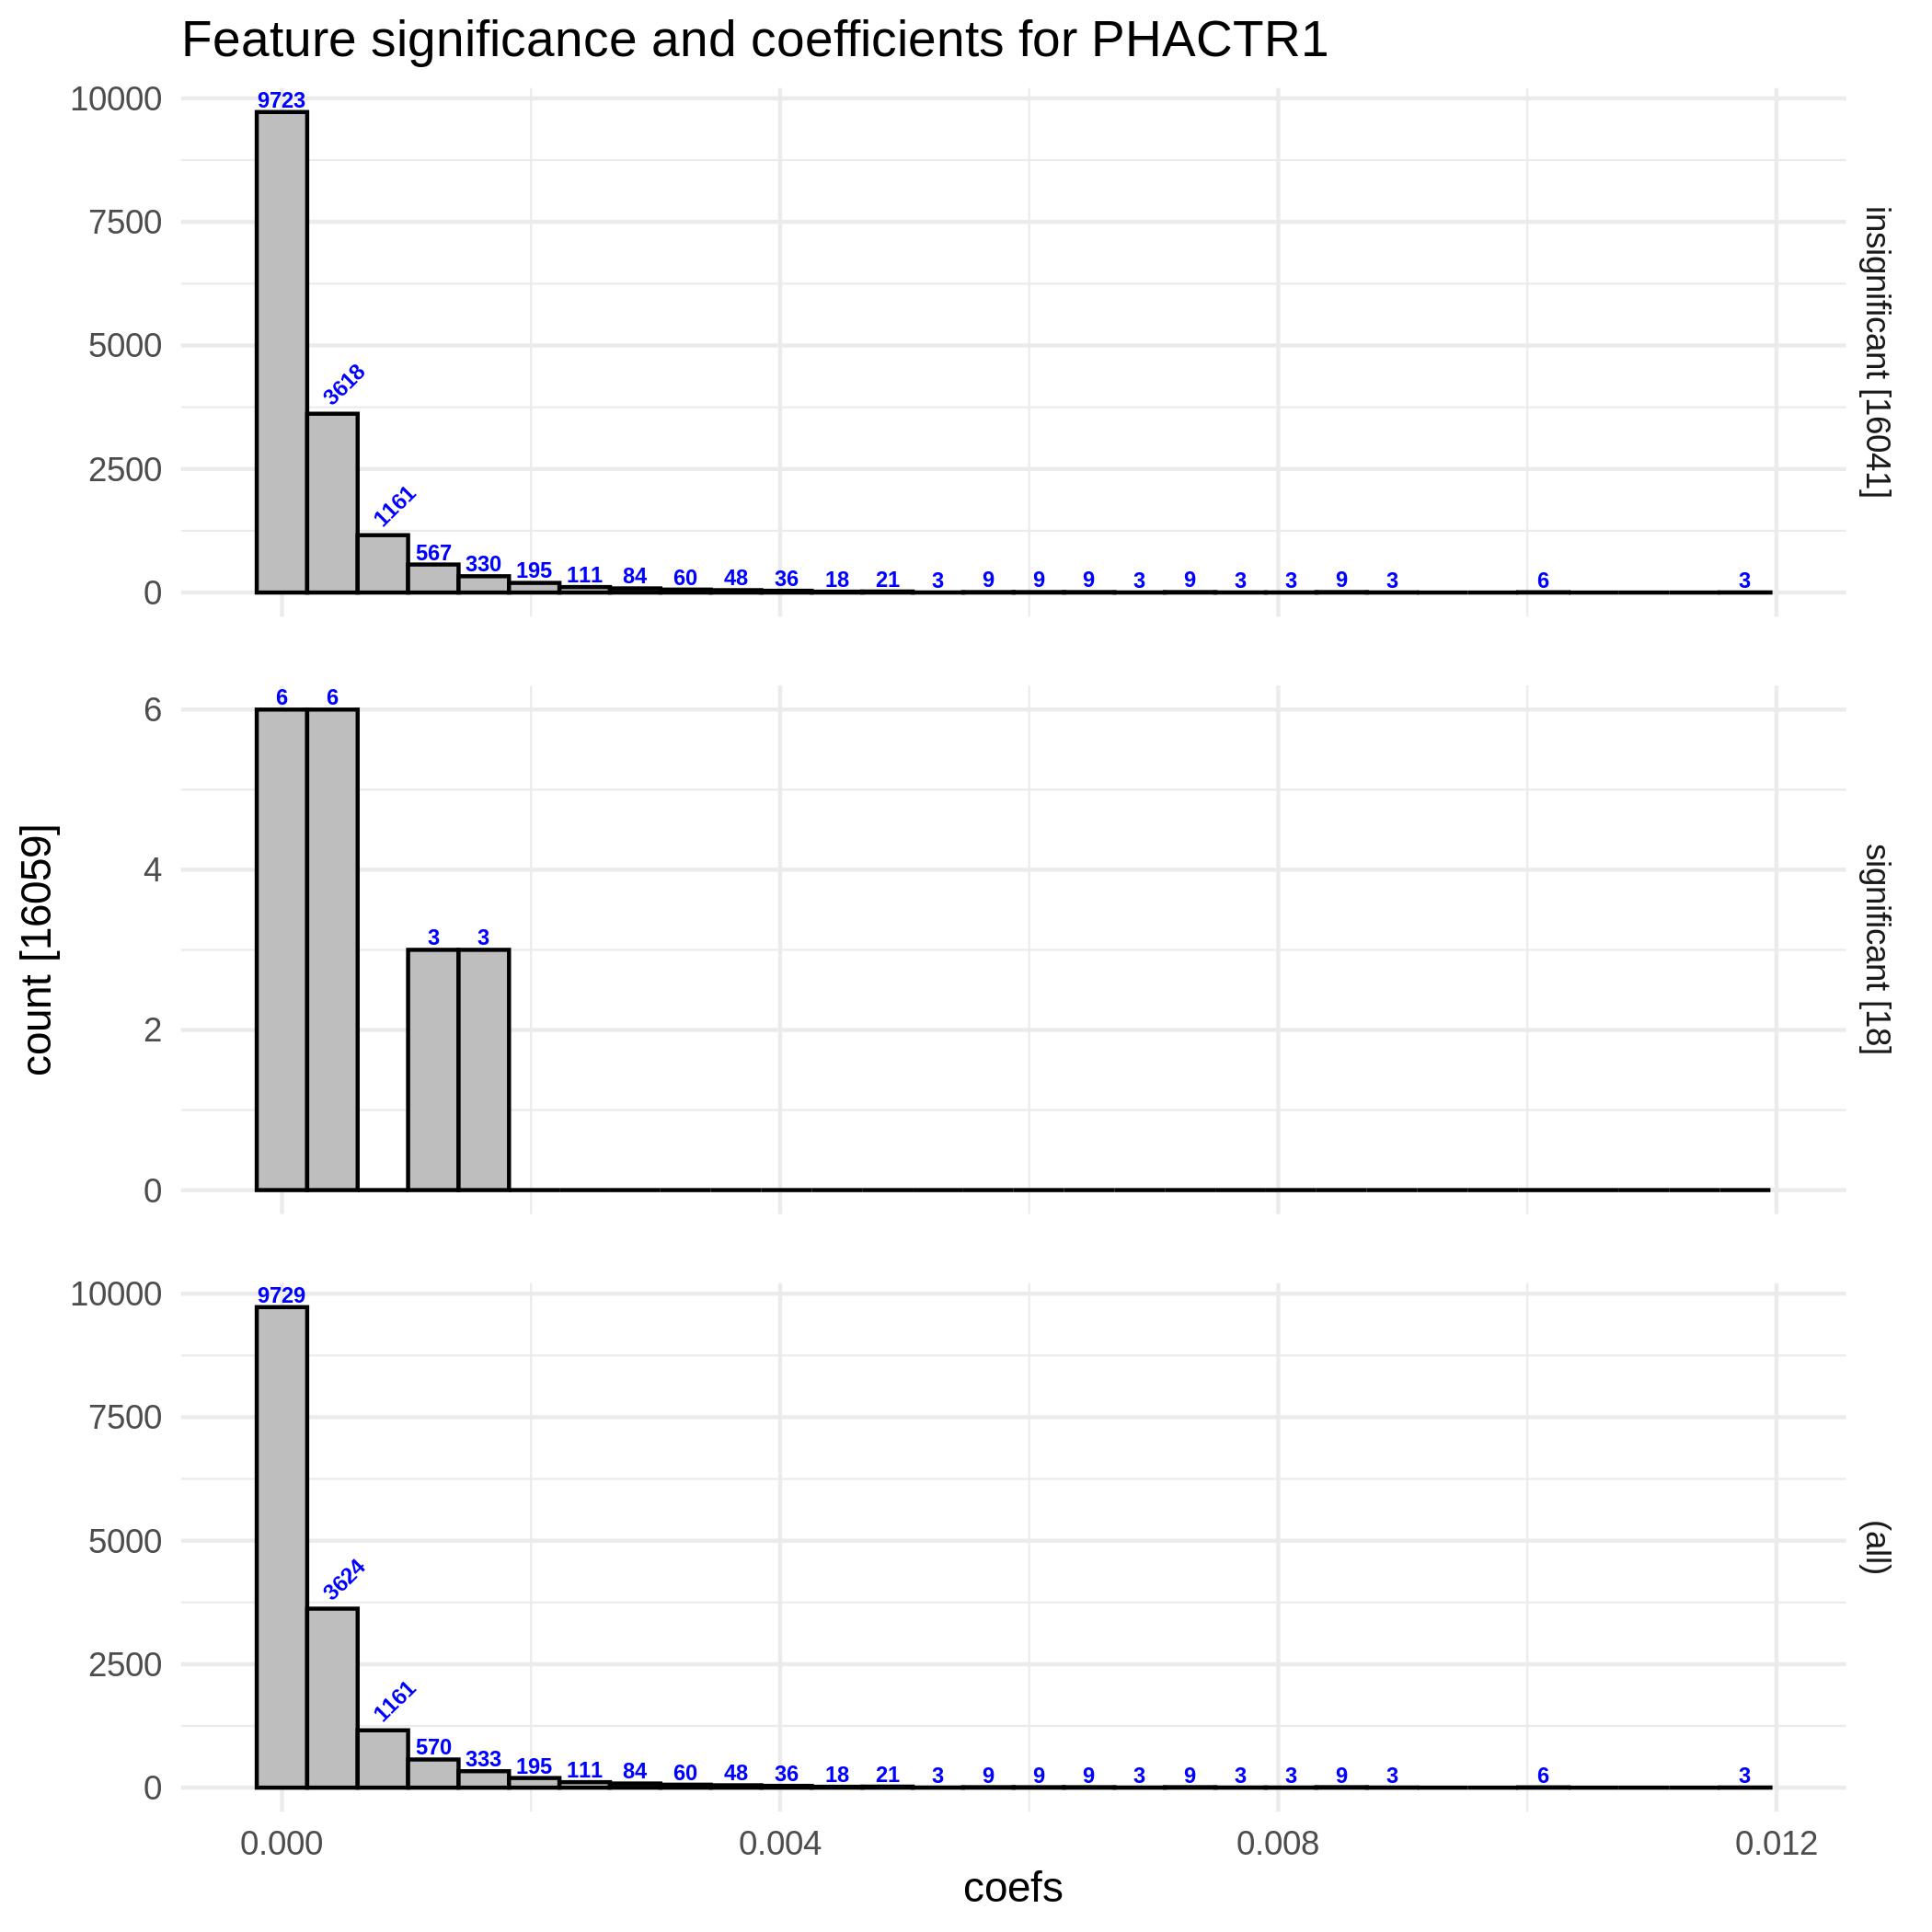 Feature significance and coefficients for PHACTR1
10000
7500
5000
2500
0
9723
3618
1161
567 330 195 111 84 60 48 36 18 21 3 9 9 9 3 9 3 3 9 3 6 3
insignificant [16041]
count [16059]
6
4
2
0
6 6
3 3
significant [18]
10000
7500
5000
2500
0
9729
3624
1161
570 333 195 111 84 60 48 36 18 21 3 9 9 9 3 9 3 3 9 3 6 3
(all)
0.000 0.004 0.008 0.012
coefs